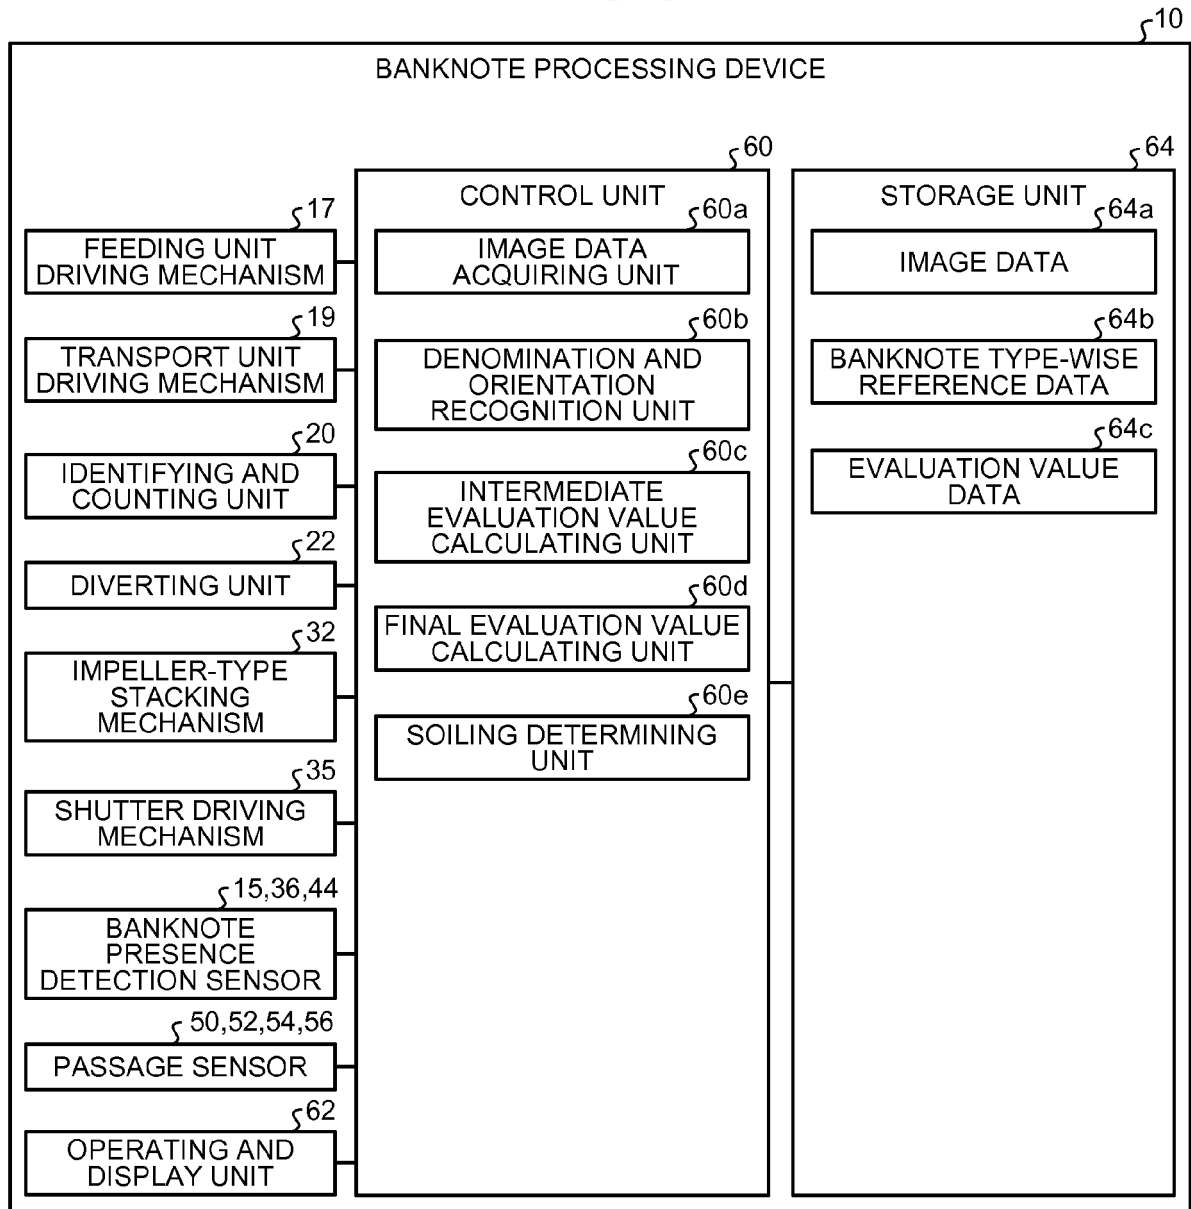 10
BANKNOTE PROCESSING DEVICE
17
FEEDING UNIT
DRIVING MECHANISM
19
TRANSPORT UNIT
DRIVING MECHANISM
20
IDENTIFYING AND
COUNTING UNIT
22
DIVERTING UNIT
32
IMPELLER-TYPE
STACKING
MECHANISM
35
SHUTTER DRIVING
MECHANISM
15,36,44
BANKNOTE
PRESENCE
DETECTION SENSOR
50,52,54,56
PASSAGE SENSOR
62
OPERATING AND
DISPLAY UNIT
60
CONTROL UNIT
60a
IMAGE DATA
ACQUIRING UNIT
60b
DENOMINATION AND
ORIENTATION
RECOGNITION UNIT
60c
INTERMEDIATE
EVALUATION VALUE
CALCULATING UNIT
60d
FINAL EVALUATION VALUE
CALCULATING UNIT
60e
SOILING DETERMINING
UNIT
64
STORAGE UNIT
64a
IMAGE DATA
64b
BANKNOTE TYPE-WISE
REFERENCE DATA
64c
EVALUATION VALUE
DATA